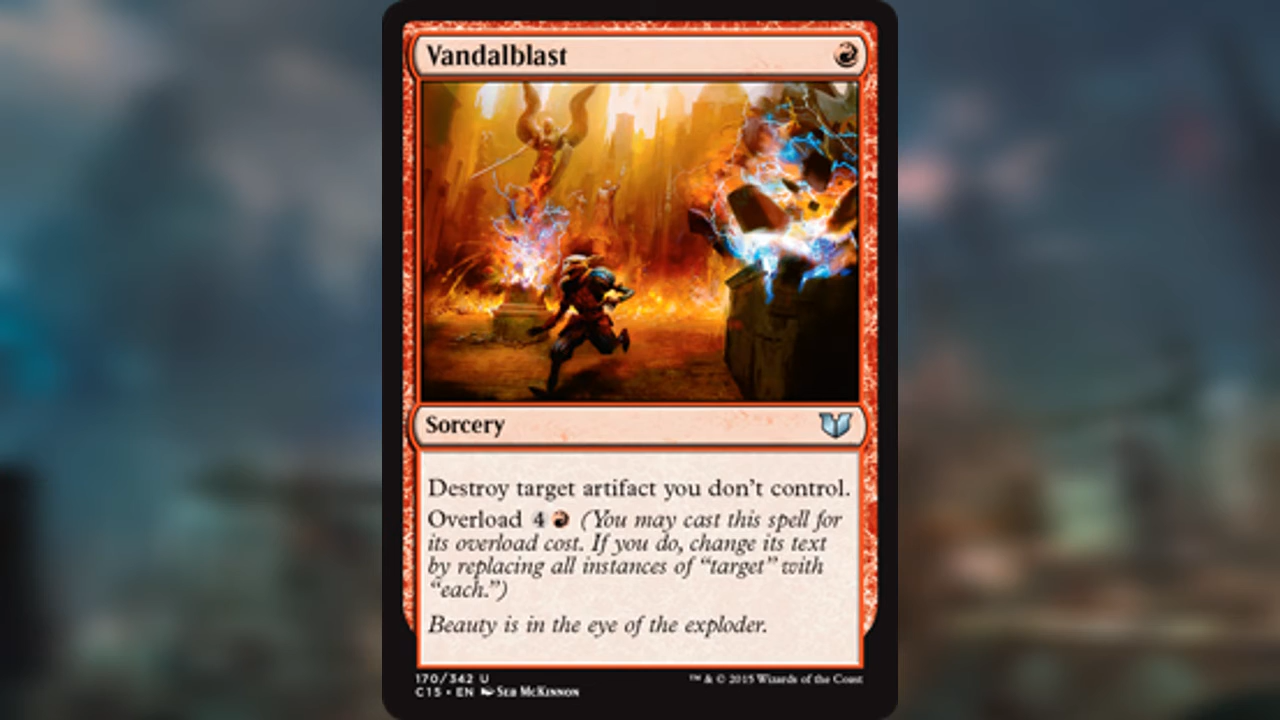 Vandalblast
Sorcery
Destroy target artifact you don't control.
Overload 4 (You may cast this spell for
its overload cost. If you do, change its text
by replacing all instances of “target” with
“each.”)
Beauty is in the eye of the exploder.
170/342 U
C15 • EN Seb McKinnon
™ & © 2015 Wizards of the Coast